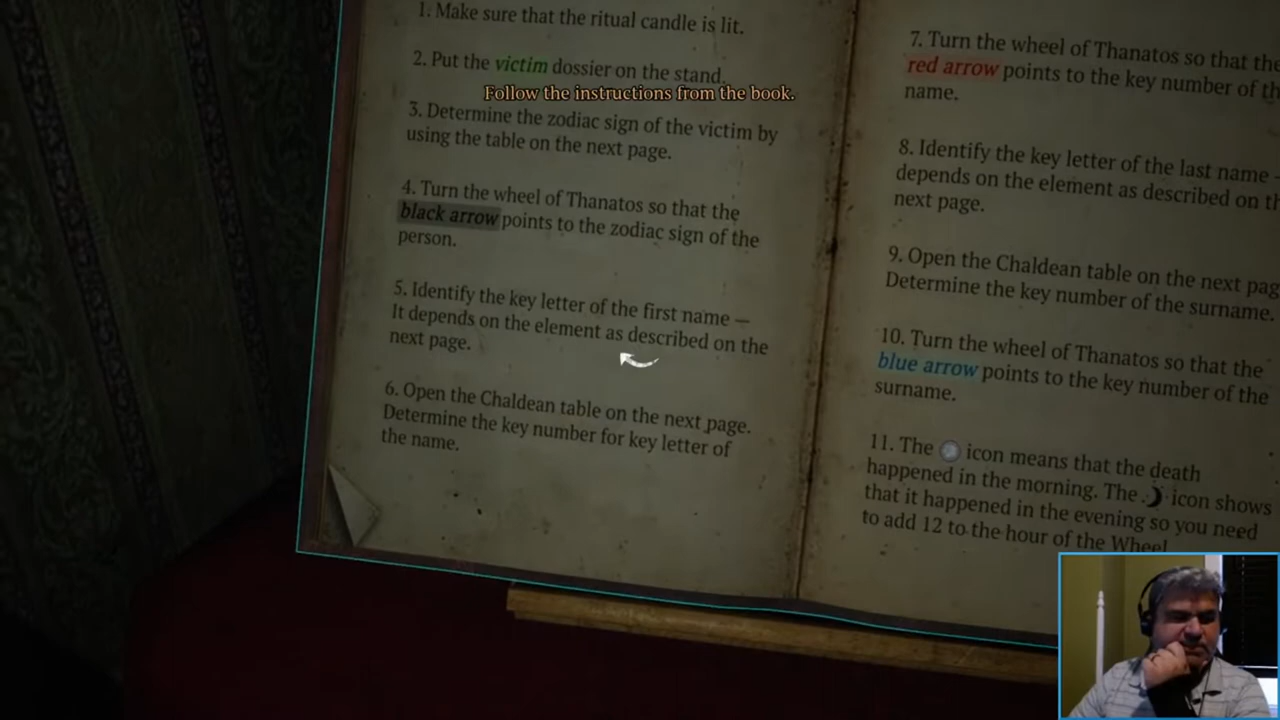 1. Make sure that the ritual candle is lit.
2. Put the victim dossier on the stand.
Follow the instructions from the book.
3. Determine the zodiac sign of the victim by
using the table on the next page.
4. Turn the wheel of Thanatos so that the
black arrow points to the zodiac sign of the
person.
5. Identify the key letter of the first name —
It depends on the element as described on the
next page.
6. Open the Chaldean table on the next page.
Determine the key number for key letter of
the name.
7. Turn the wheel of Thanatos so that the
red arrow points to the key number of
name.
8. Identify the key letter of the last name -
depends on the element as described on
next page.
9. Open the Chaldean table on the next
Determine the key number of the surname.
10. Turn the wheel of Thanatos so that the
blue arrow points to the key number of the
surname.
11. The icon means that the death
happened in the morning. The icon shows
that it happened in the evening so you need
to add 12 to the hour of the Wheel